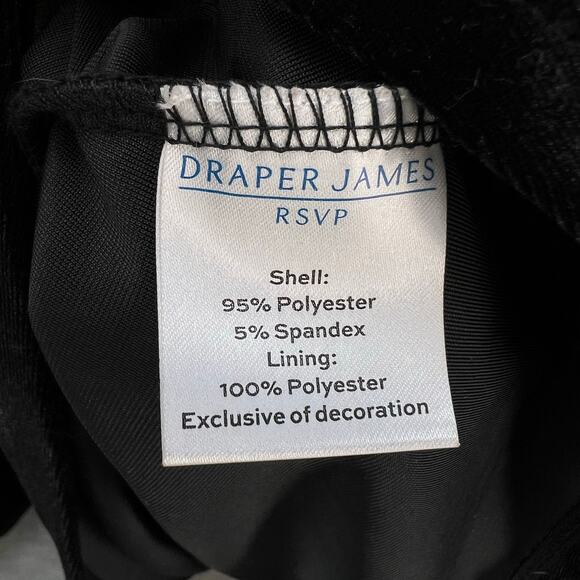 DRAPER JAMES
RSVP
Shell:
95% Polyester
5% Spandex
Lining:
100% Polyester
Exclusive of decoration